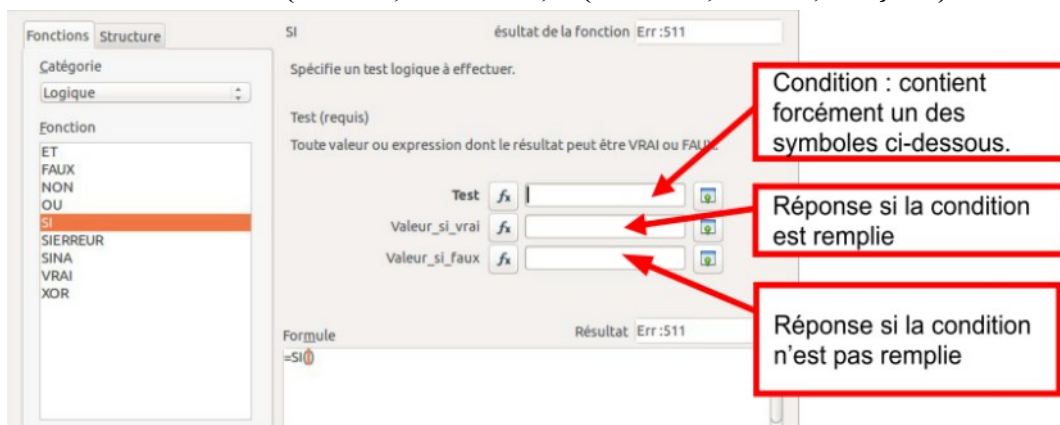 Fonctions Structure
Catégorie
Logique
Fonction
ET
FAUX
NON
OU
SI
SIERREUR
SINA
VRAI
XOR
SI
ésultat de la fonction Err :511
Spécifie un test logique à effectuer.
Test (requis)
Toute valeur ou expression dont le résultat peut être VRAI ou FAUX.
Test fx
Valeur_si_vrai fx
Valeur_si_faux fx
Formule
Résultat Err :511
=SI()
Condition : contient
forcément un des
symboles ci-dessous.
Réponse si la condition
est remplie
Réponse si la condition
n'est pas remplie